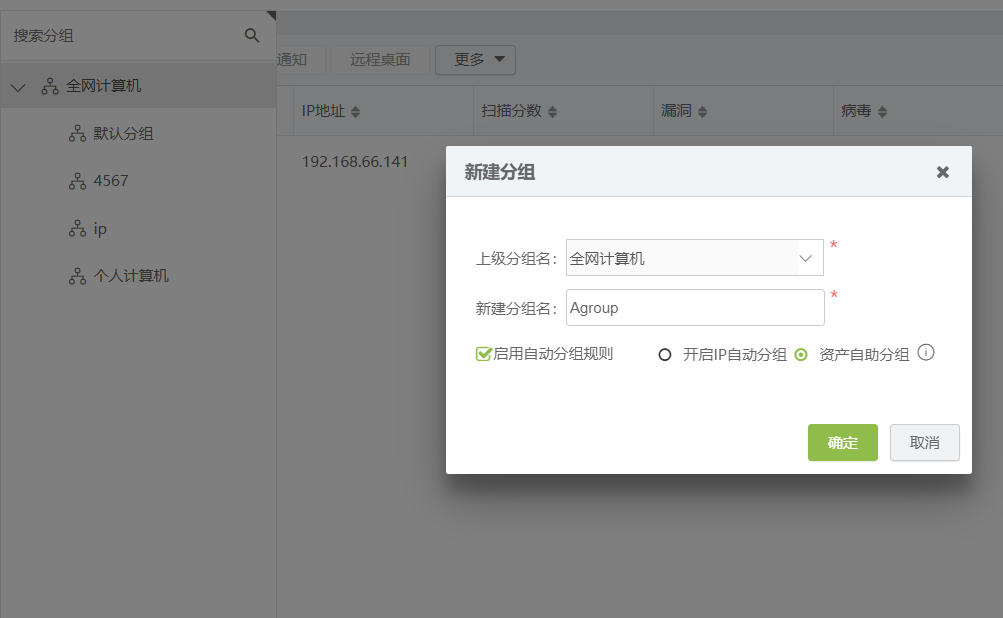 搜索分组
通知 远程桌面 更多
全网计算机
IP地址 扫描分数 漏洞 病毒
默认分组
192.168.66.141
4567
ip
个人计算机
新建分组
上级分组名: 全网计算机 *
新建分组名: Agroup *
启用自动分组规则 开启IP自动分组 资产自助分组
确定 取消